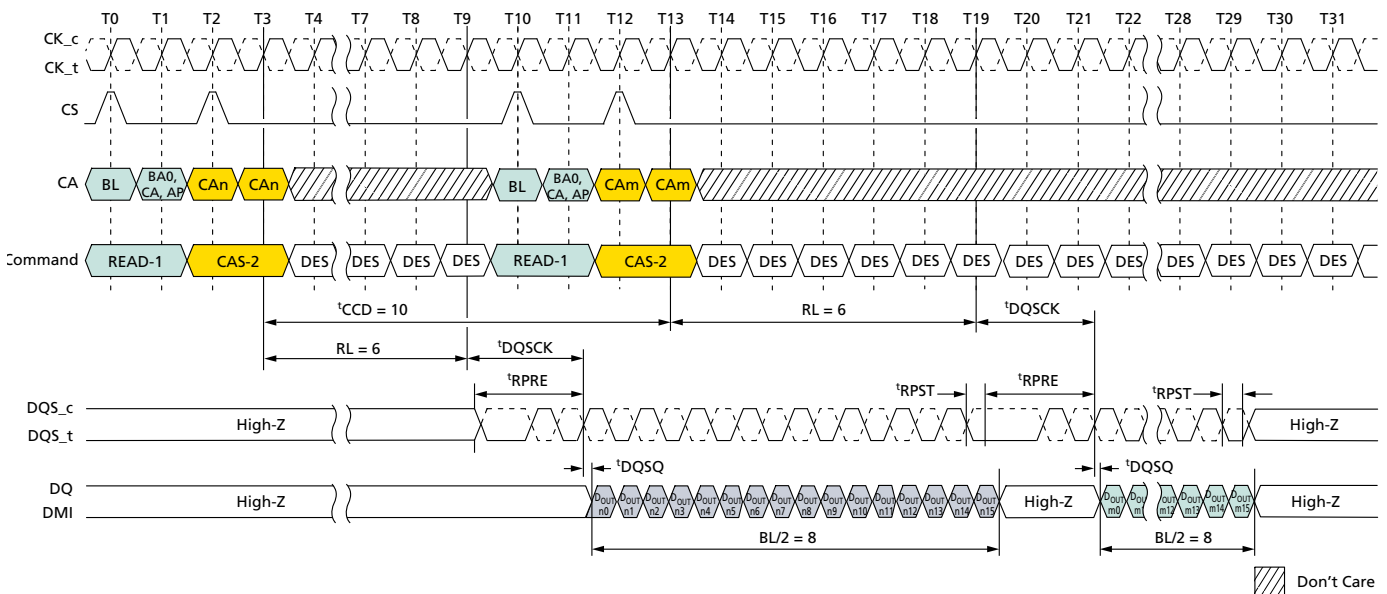 T0 T1 T2 T3 T4 T7 T8 T9 T10 T11 T12 T13 T14 T15 T16 T17 T18 T19 T20 T21 T22 T28 T29 T30 T31
CK_c
CK_t
CS
CA BL BA0, CA, AP CAn CAn BL BA0, CA, AP CAm CAm
Command READ-1 CAS-2 DES DES DES DES READ-1 CAS-2 DES DES DES DES DES DES DES DES DES DES DES DES DES
tCCD = 10 RL = 6 tDQSCK
RL = 6 tDQSCK
tRPRE tRPST tRPRE tRPST
DQS_c
DQS_t
High-Z High-Z
tDQSQ tDQSQ
DQ
DMI
High-Z DOUT n0 DOUT n1 DOUT n2 DOUT n3 DOUT n4 DOUT n5 DOUT n6 DOUT n7 DOUT n8 DOUT n9 DOUT n10 DOUT n11 DOUT n12 DOUT n13 DOUT n14 DOUT n15 High-Z DOUT m0 DOUT m1 DOUT m12 DOUT m13 DOUT m14 DOUT m15 High-Z
BL/2 = 8 BL/2 = 8
Don't Care